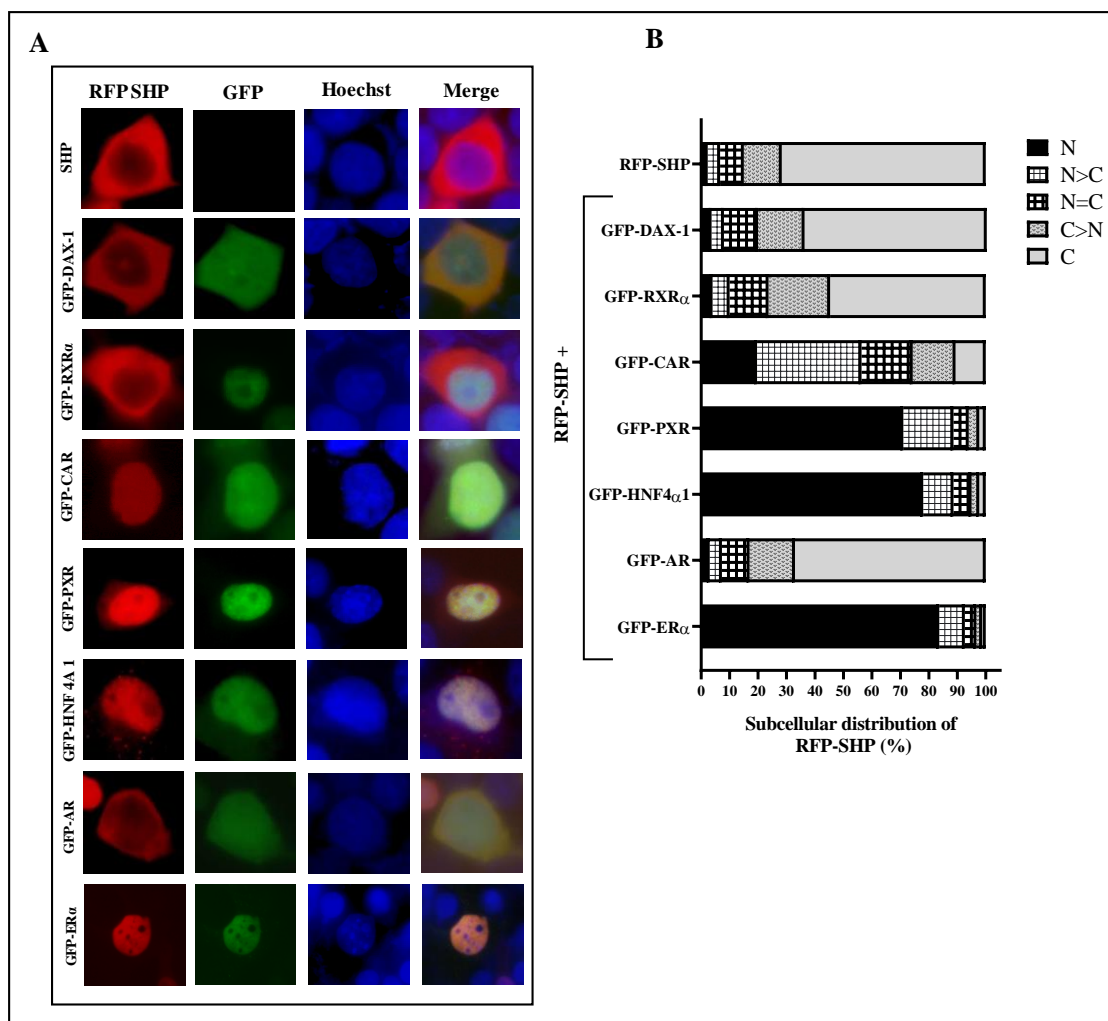 A
RFP SHP GFP Hoechst Merge
SHP
GFP-DAX-1
GFP-RXRα
GFP-CAR
GFP-PXR
GFP-HNF 4A 1
GFP-AR
GFP-ERα
B
RFP-SHP
GFP-DAX-1
GFP-RXRα
GFP-CAR
GFP-PXR
GFP-HNF4α1
GFP-AR
GFP-ERα
RFP-SHP +
0 10 20 30 40 50 60 70 80 90 100
Subcellular distribution of
RFP-SHP (%)
N
N>C
N=C
C>N
C